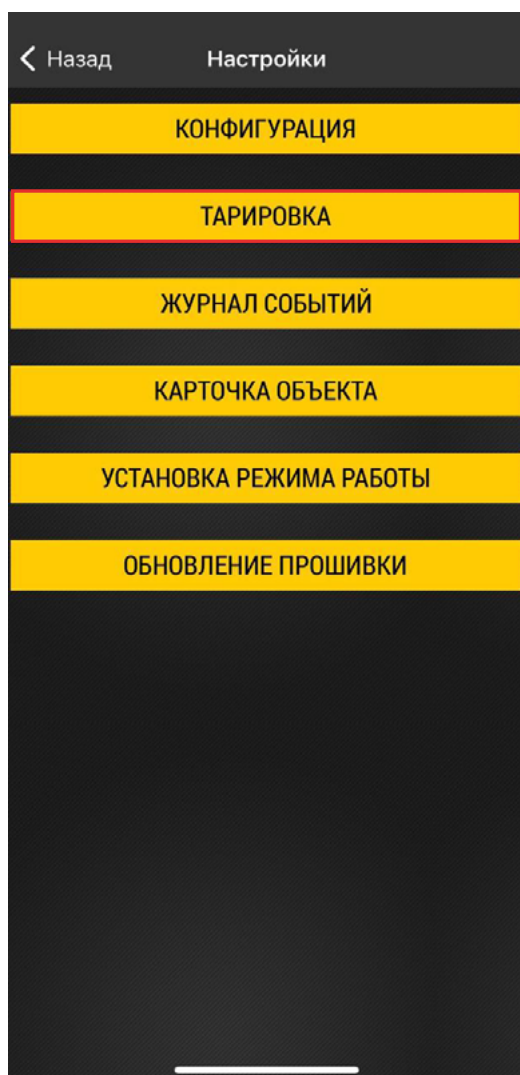 Назад Настройки
КОНФИГУРАЦИЯ
ТАРИРОВКА
ЖУРНАЛ СОБЫТИЙ
КАРТОЧКА ОБЪЕКТА
УСТАНОВКА РЕЖИМА РАБОТЫ
ОБНОВЛЕНИЕ ПРОШИВКИ